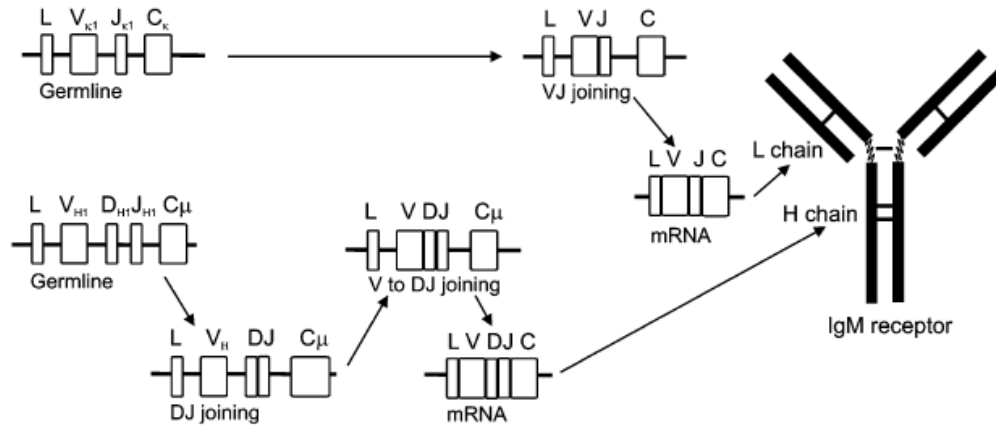 L V κ1 J κ1 C κ
Germline
L V J C
VJ joining
L V J C
mRNA
L chain
H chain
IgM receptor
L V H1 D H1 J H1 Cμ
Germline
L V H DJ Cμ
DJ joining
L V DJ Cμ
V to DJ joining
L V DJ C
mRNA